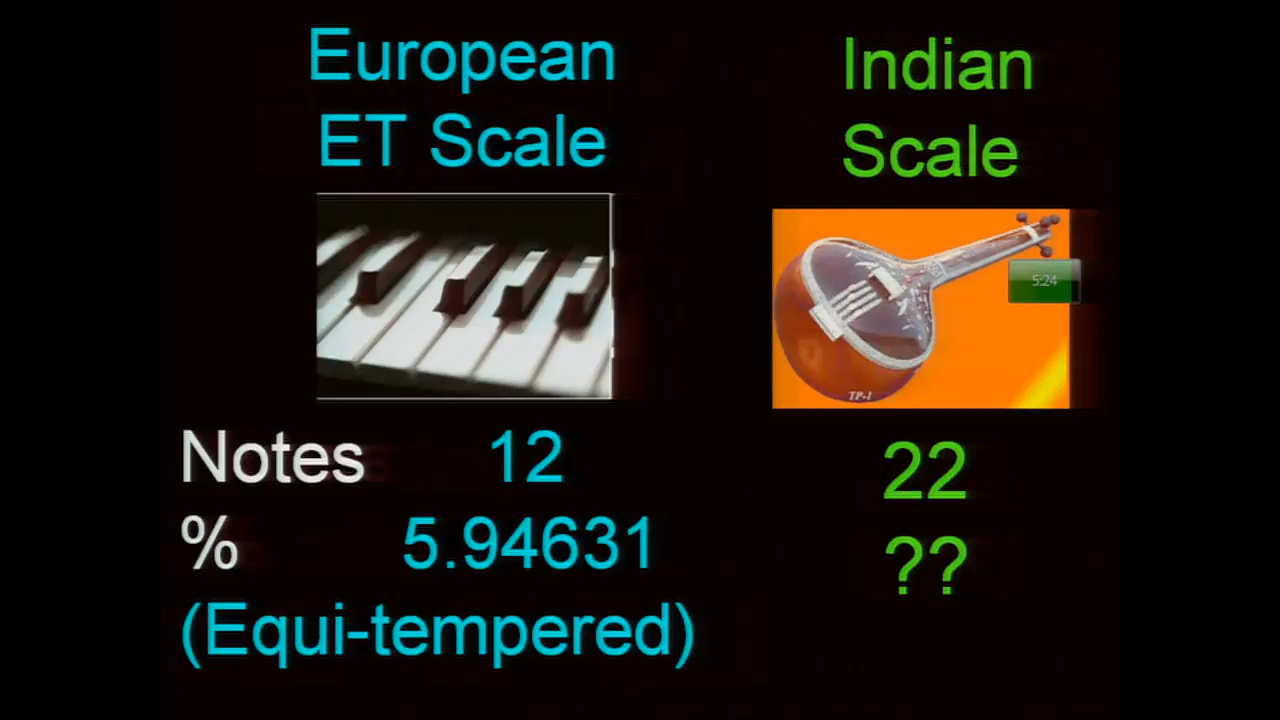 European
ET Scale
Indian
Scale
5:24
TP-1
Notes 12 22
% 5.94631 ??
(Equi-tempered)